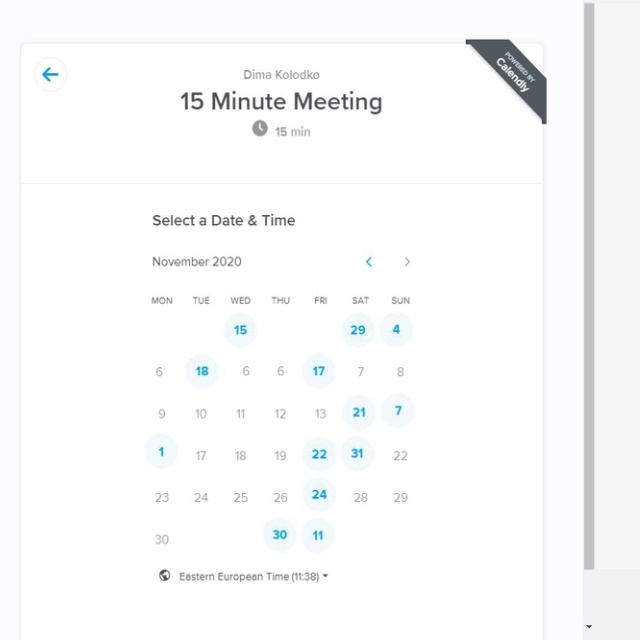 POWERED BY
Calendly
Dima Kolodko
15 Minute Meeting
15 min
Select a Date & Time
November 2020
MON TUE WED THU FRI SAT SUN
15 29 4
6 18 6 6 17 7 8
9 10 11 12 13 21 7
1 17 18 19 22 31 22
23 24 25 26 24 28 29
30 30 11
Eastern European Time (11:38)